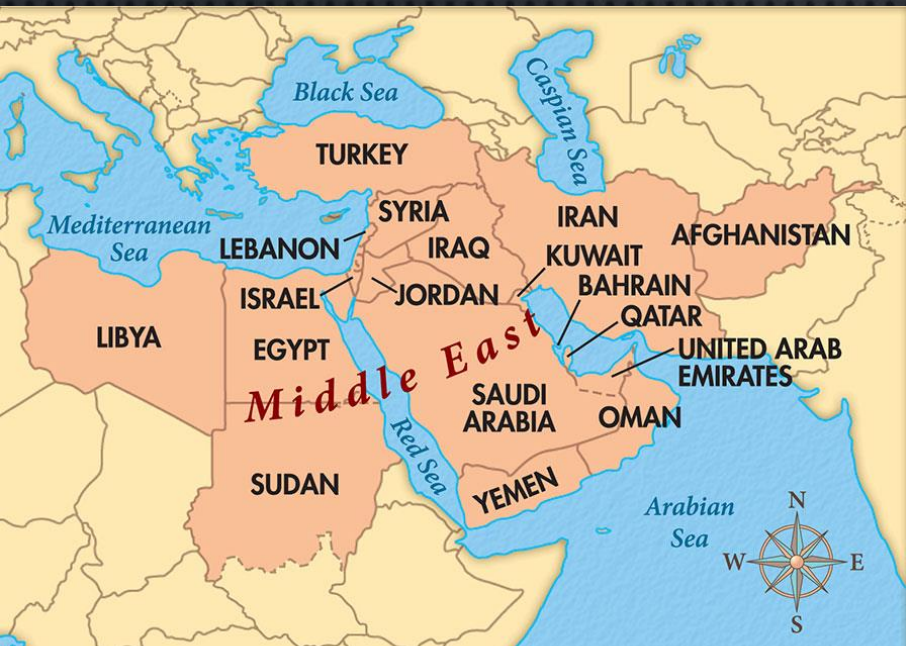 Black Sea
Caspian Sea
TURKEY
Mediterranean
Sea
SYRIA
LEBANON
IRAQ
IRAN
AFGHANISTAN
KUWAIT
BAHRAIN
ISRAEL
JORDAN
QATAR
LIBYA
EGYPT
UNITED ARAB
EMIRATES
Middle East
SAUDI
ARABIA
OMAN
Red Sea
SUDAN
YEMEN
Arabian
Sea
N
W
E
S